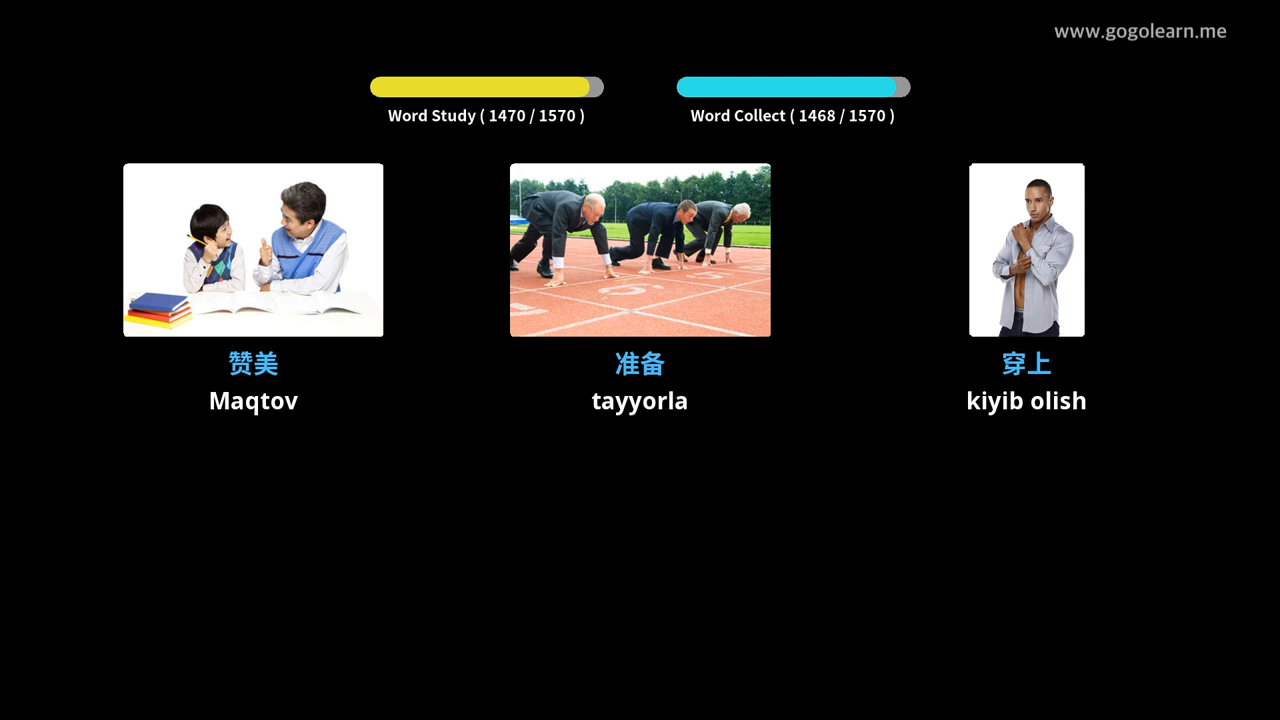 www.gogolearn.me
Word Study ( 1470 / 1570 )
Word Collect ( 1468 / 1570 )
赞美
准备
穿上
Maqtov
tayyorla
kiyib olish